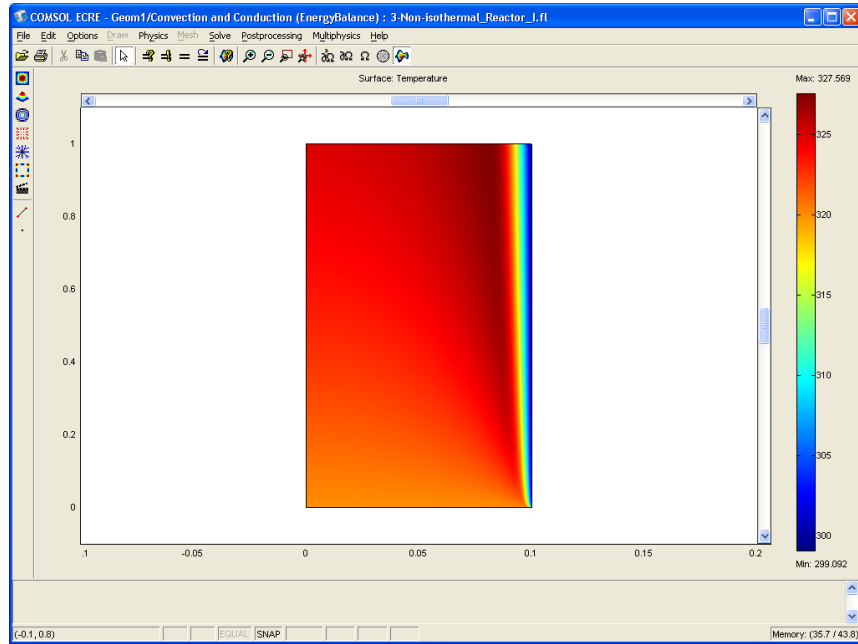 COMSOL ECRE - Geom1/Convection and Conduction (EnergyBalance) : 3-Non-isothermal_Reactor_I.fl
File Edit Options Draw Physics Mesh Solve Postprocessing Multiphysics Help
Surface: Temperature
Max: 327.569
1
0.8
0.6
0.4
0.2
0
.1 -0.05 0 0.05 0.1 0.15 0.2
325
320
315
310
305
300
Min: 299.092
(-0.1, 0.8) EQUAL SNAP Memory: (35.7 / 43.8)